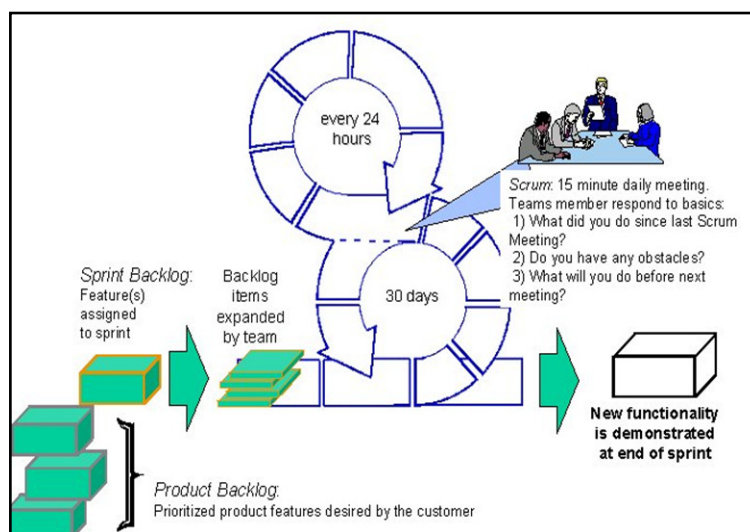 every 24
hours
Scrum: 15 minute daily meeting.
Teams member respond to basics:
1) What did you do since last Scrum
Meeting?
2) Do you have any obstacles?
3) What will you do before next
meeting?
30 days
Sprint Backlog:
Feature(s)
assigned
to sprint
Backlog
items
expanded
by team
New functionality
is demonstrated
at end of sprint
Product Backlog:
Prioritized product features desired by the customer